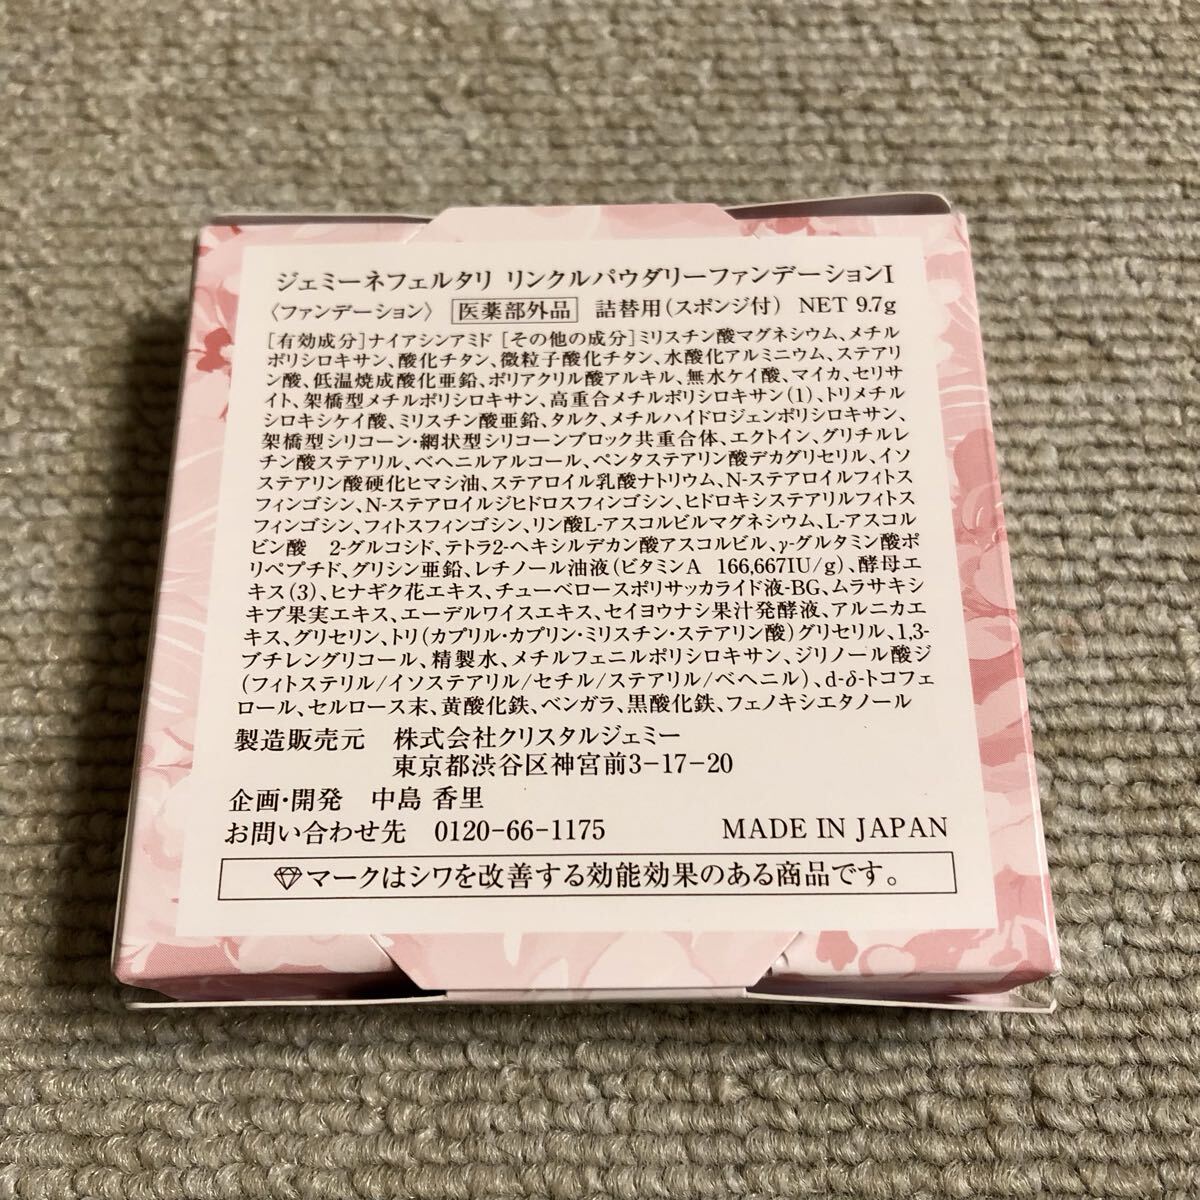 ジェミーネフェルタリ リンクルパウダリーファンデーションI
〈ファンデーション〉 医薬部外品 詰替用(スポンジ付) NET 9.7g
[有効成分]ナイアシンアミド [その他の成分]ミリスチン酸マグネシウム、メチル
ポリシロキサン、酸化チタン、微粒子酸化チタン、水酸化アルミニウム、ステアリ
ン酸、低温焼成酸化亜鉛、ポリアクリル酸アルキル、無水ケイ酸、マイカ、セリサ
イト、架橋型メチルポリシロキサン、高重合メチルポリシロキサン(1)、トリメチル
シロキシケイ酸、ミリスチン酸亜鉛、タルク、メチルハイドロジェンポリシロキサン、
架橋型シリコーン・網状型シリコーンブロック共重合体、エクトイン、グリチルレ
チン酸ステアリル、ベヘニルアルコール、ペンタステアリン酸デカグリセリル、イソ
ステアリン酸硬化ヒマシ油、ステアロイル乳酸ナトリウム、N-ステアロイルフィトス
フィンゴシン、N-ステアロイルジヒドロスフィンゴシン、ヒドロキシステアリルフィトス
フィンゴシン、フィトスフィンゴシン、リン酸L-アスコルビルマグネシウム、L-アスコル
ビン酸 2-グルコシド、テトラ2-ヘキシルデカン酸アスコルビル、γ-グルタミン酸ポ
リペプチド、グリシン亜鉛、レチノール油液(ビタミンA 166,667IU/g)、酵母エ
キス(3)、ヒナギク花エキス、チューベロースポリサッカライド液-BG、ムラサキシ
キブ果実エキス、エーデルワイスエキス、セイヨウナシ果汁発酵液、アルニカエ
キス、グリセリン、トリ(カプリル・カプリン・ミリスチン・ステアリン酸)グリセリル、1,3-
ブチレングリコール、精製水、メチルフェニルポリシロキサン、ジリノール酸ジ
(フィトステリル/イソステアリル/セチル/ステアリル/ベヘニル)、d-δ-トコフェ
ロール、セルロース末、黄酸化鉄、ベンガラ、黒酸化鉄、フェノキシエタノール
製造販売元 株式会社クリスタルジェミー
東京都渋谷区神宮前3-17-20
企画・開発 中島 香里
お問い合わせ先 0120-66-1175 MADE IN JAPAN
マークはシワを改善する効能効果のある商品です。